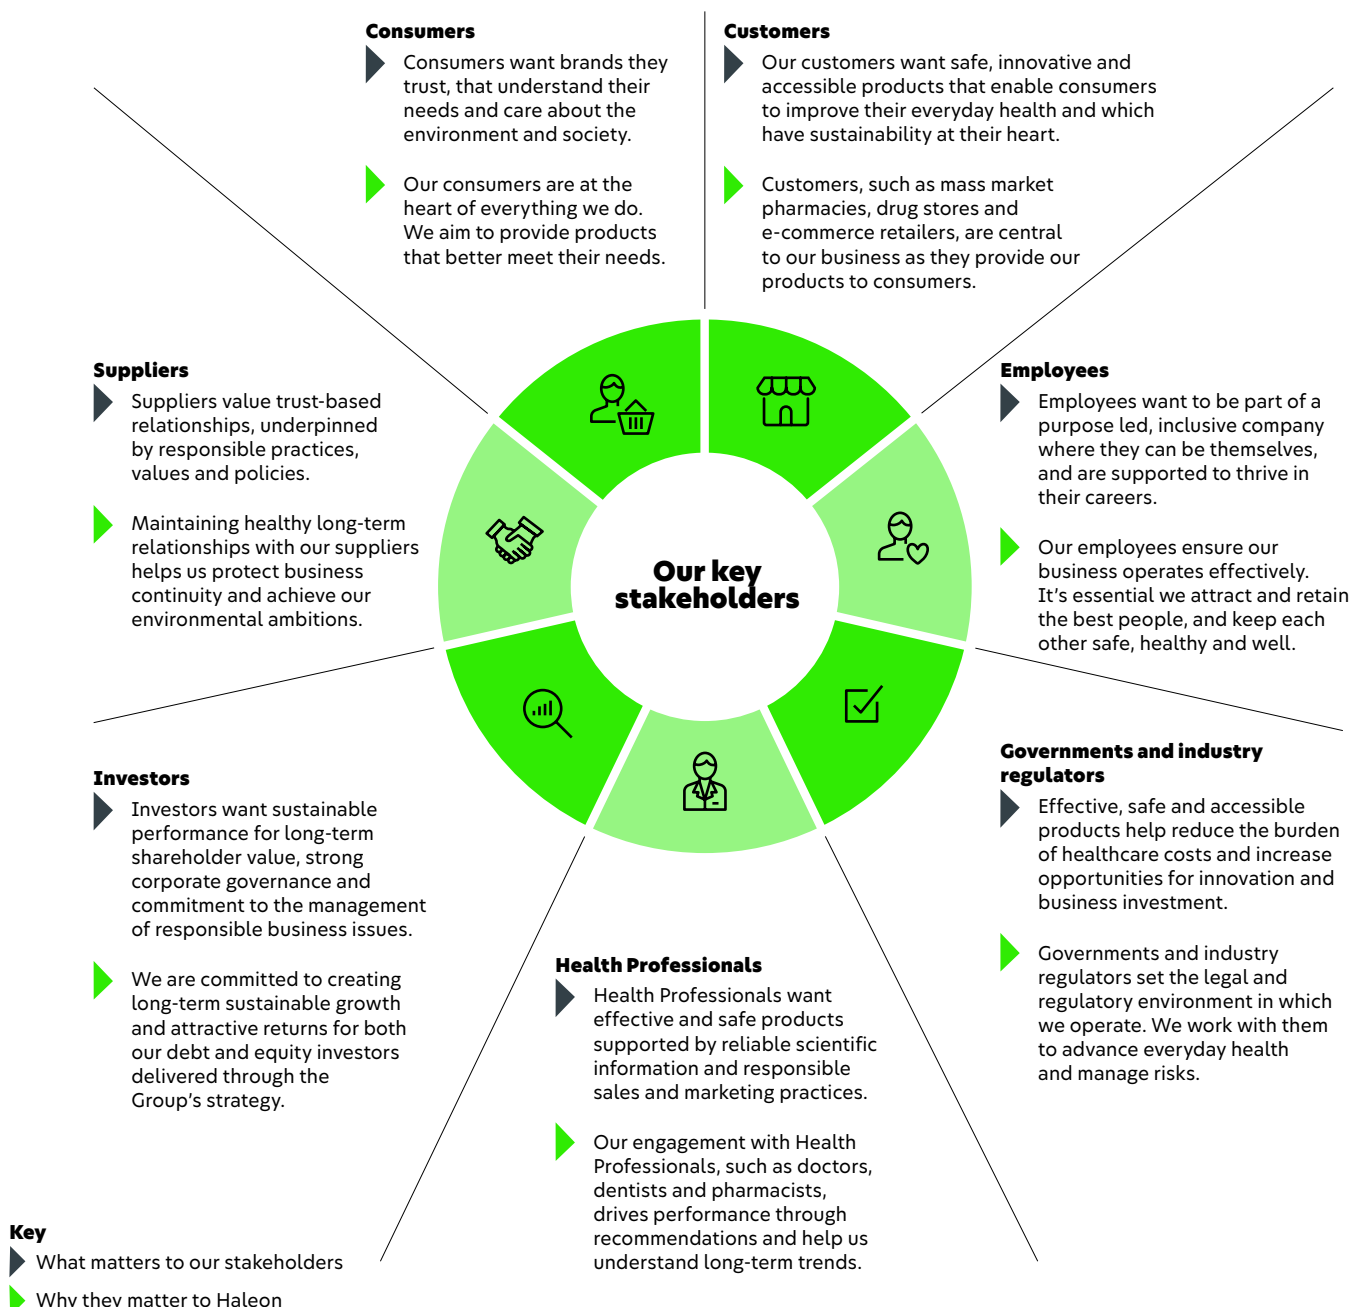 Consumers
Consumers want brands they
trust, that understand their
needs and care about the
environment and society.
Our consumers are at the
heart of everything we do.
We aim to provide products
that better meet their needs.
Customers
Our customers want safe, innovative and
accessible products that enable consumers
to improve their everyday health and which
have sustainability at their heart.
Customers, such as mass market
pharmacies, drug stores and
e-commerce retailers, are central
to our business as they provide our
products to consumers.
Suppliers
Suppliers value trust-based
relationships, underpinned
by responsible practices,
values and policies.
Maintaining healthy long-term
relationships with our suppliers
helps us protect business
continuity and achieve our
environmental ambitions.
Our key
stakeholders
Employees
Employees want to be part of a
purpose led, inclusive company
where they can be themselves,
and are supported to thrive in
their careers.
Our employees ensure our
business operates effectively.
It’s essential we attract and retain
the best people, and keep each
other safe, healthy and well.
Investors
Investors want sustainable
performance for long-term
shareholder value, strong
corporate governance and
commitment to the management
of responsible business issues.
We are committed to creating
long-term sustainable growth
and attractive returns for both
our debt and equity investors
delivered through the
Group’s strategy.
Health Professionals
Health Professionals want
effective and safe products
supported by reliable scientific
information and responsible
sales and marketing practices.
Our engagement with Health
Professionals, such as doctors,
dentists and pharmacists,
drives performance through
recommendations and help us
understand long-term trends.
Governments and industry
regulators
Effective, safe and accessible
products help reduce the burden
of healthcare costs and increase
opportunities for innovation and
business investment.
Governments and industry
regulators set the legal and
regulatory environment in which
we operate. We work with them
to advance everyday health
and manage risks.
Key
What matters to our stakeholders
Why they matter to Haleon